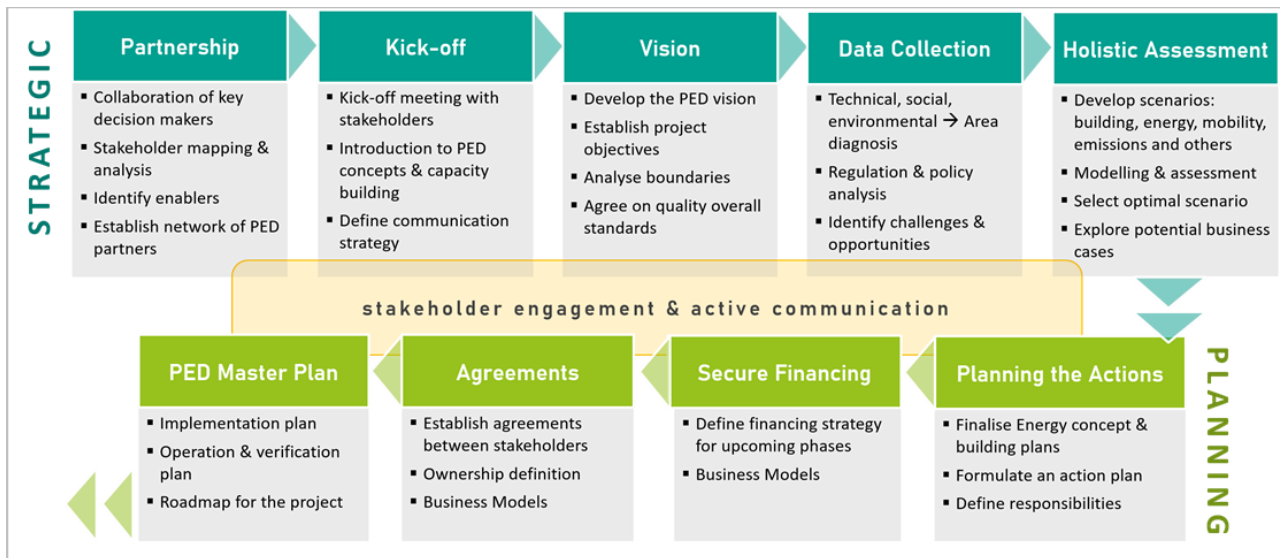 STRATEGIC
Partnership
▪ Collaboration of key
decision makers
▪ Stakeholder mapping &
analysis
▪ Identify enablers
▪ Establish network of PED
partners
Kick-off
▪ Kick-off meeting with
stakeholders
▪ Introduction to PED
concepts & capacity
building
▪ Define communication
strategy
Vision
▪ Develop the PED vision
▪ Establish project
objectives
▪ Analyse boundaries
▪ Agree on quality overall
standards
Data Collection
▪ Technical, social,
environmental → Area
diagnosis
▪ Regulation & policy
analysis
▪ Identify challenges &
opportunities
Holistic Assessment
▪ Develop scenarios:
building, energy, mobility,
emissions and others
▪ Modelling & assessment
▪ Select optimal scenario
▪ Explore potential business
cases
stakeholder engagement & active communication
PLANNING
Planning the Actions
▪ Finalise Energy concept &
building plans
▪ Formulate an action plan
▪ Define responsibilities
Secure Financing
▪ Define financing strategy
for upcoming phases
▪ Business Models
Agreements
▪ Establish agreements
between stakeholders
▪ Ownership definition
▪ Business Models
PED Master Plan
▪ Implementation plan
▪ Operation & verification
plan
▪ Roadmap for the project